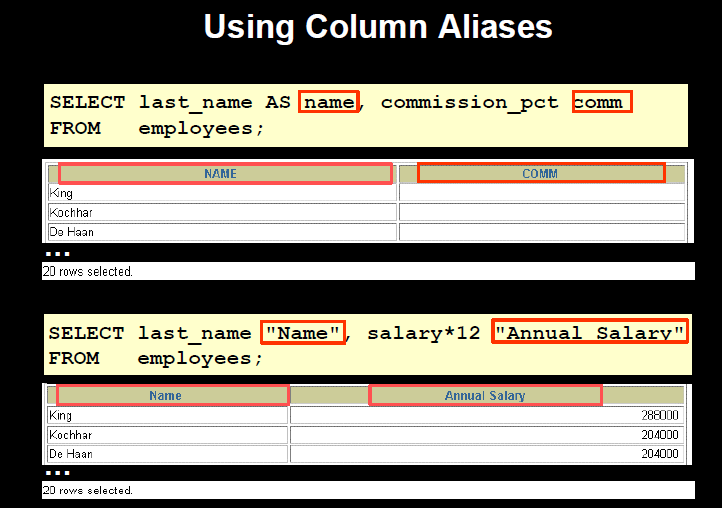 Using Column Aliases
SELECT last_name AS name, commission_pct comm
FROM employees;
NAME COMM
King
Kochhar
De Haan
...
20 rows selected.
SELECT last_name "Name", salary*12 "Annual Salary"
FROM employees;
Name Annual Salary
King 288000
Kochhar 204000
De Haan 204000
...
20 rows selected.